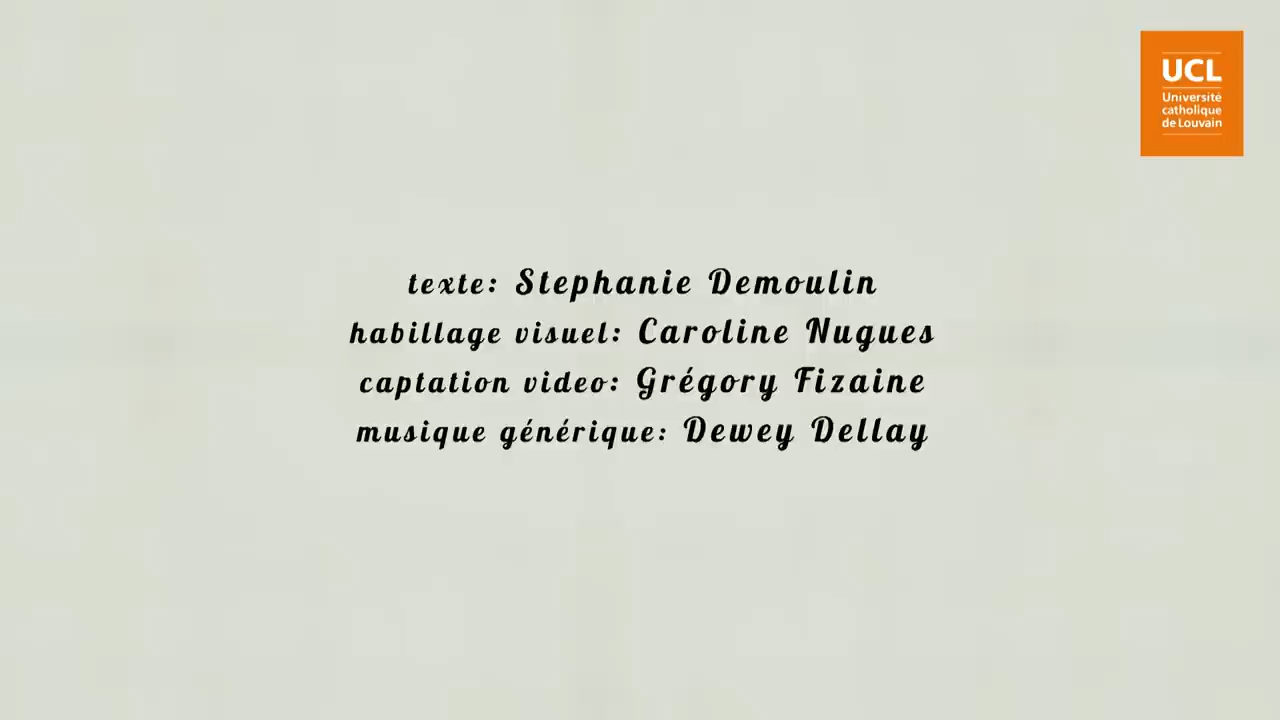 UCL
Université
catholique
de Louvain
texte: Stephanie Demoulin
habillage visuel: Caroline Nugues
captation video: Grégory Fizaine
musique générique: Dewey Dellay